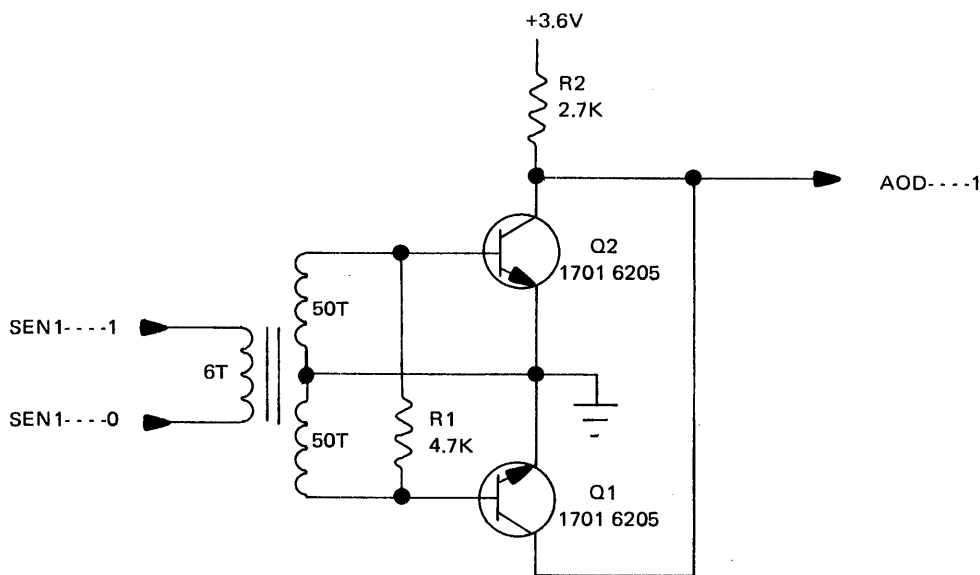 +3.6V
R2
2.7K
AOD----1
Q2
1701 6205
50T
SEN1----1
6T
SEN1----0
50T
R1
4.7K
Q1
1701 6205